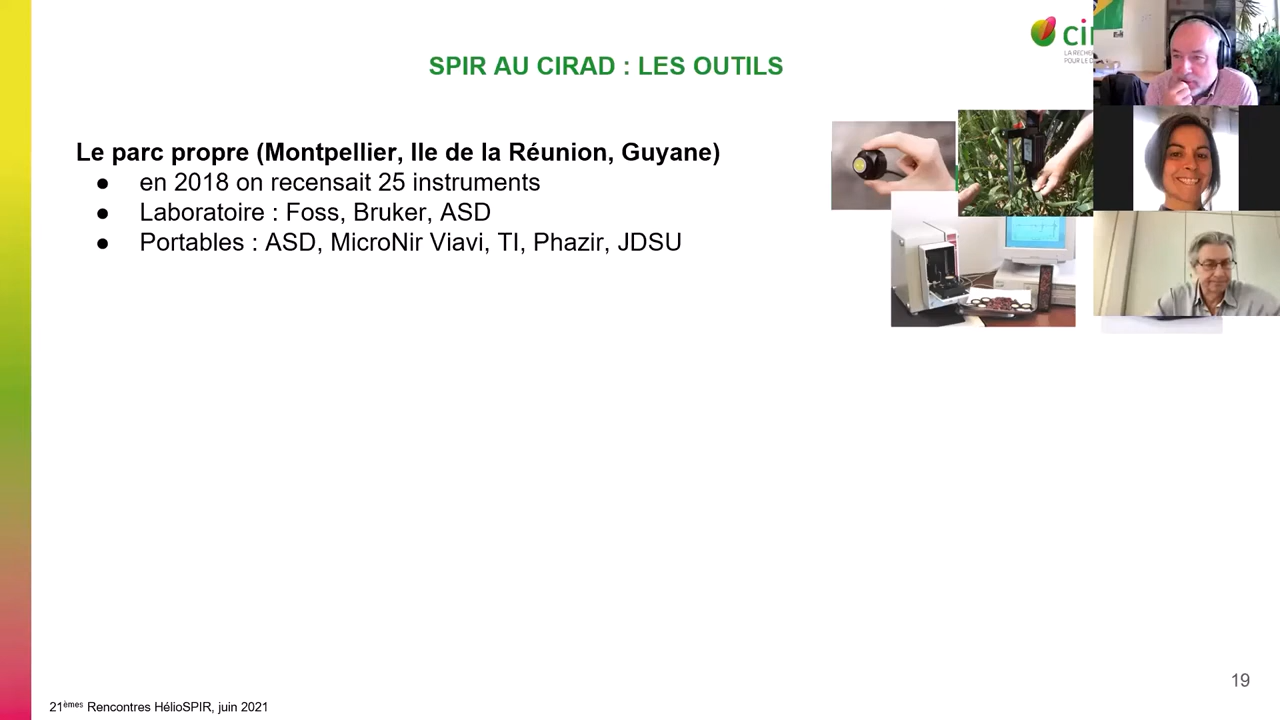 SPIR AU CIRAD : LES OUTILS
Le parc propre (Montpellier, Ile de la Réunion, Guyane)
● en 2018 on recensait 25 instruments
● Laboratoire : Foss, Bruker, ASD
● Portables : ASD, MicroNir Viavi, TI, Phazir, JDSU
19
21èmes Rencontres HélioSPIR, juin 2021